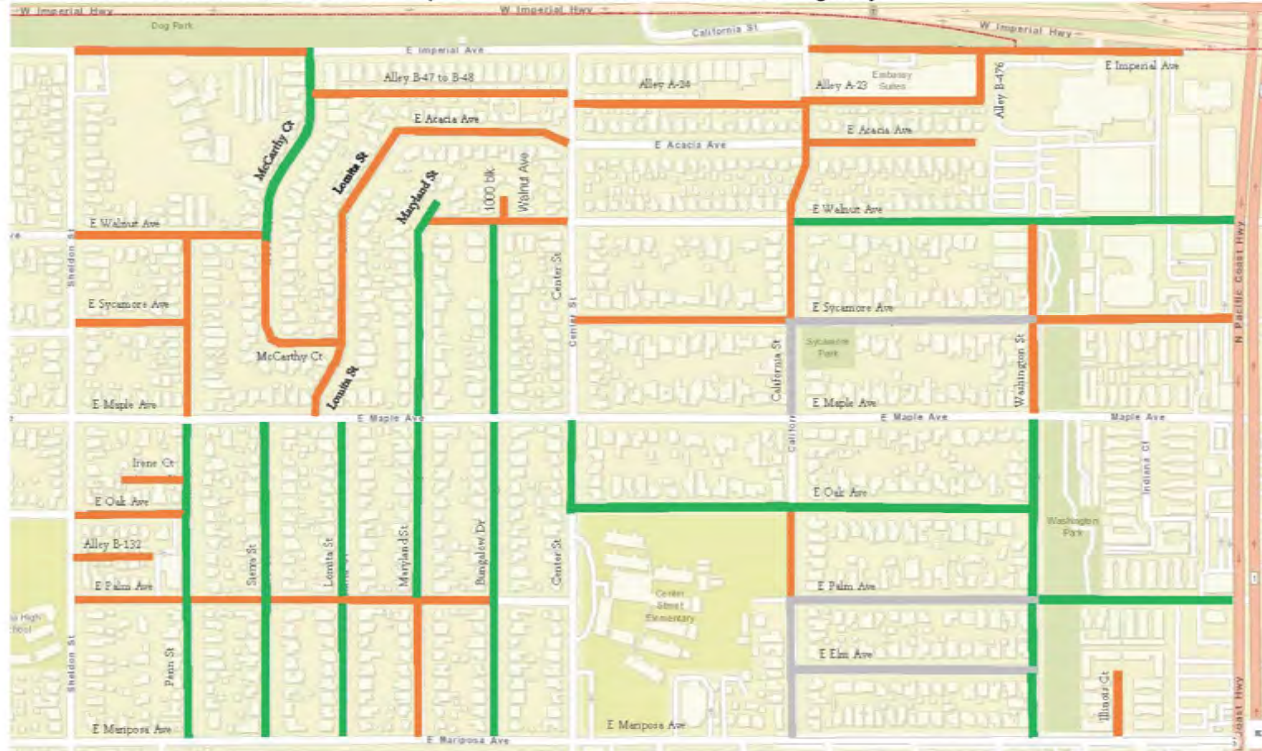 W Imperial Hwy
W Imperial Hwy
W Imperial Hwy
Dog Park
California St
E Imperial Ave
E Imperial Ave
Alley B-47 to B-48
Alley A-24
Alley A-23
Embassy
Suites
Alley B-476
E Acacia Ave
E Acacia Ave
E Acacia Ave
McCarthy Ct
Lomita St
Maryland St
1000 blk
Walnut Ave
E Walnut Ave
E Walnut Ave
Sheldon St
N Pacific Coast Hwy
Center St
Center St
E Sycamore Ave
E Sycamore Ave
McCarthy Ct
Lomita St
California St
Sycamore
Park
Washington St
E Maple Ave
E Maple Ave
E Maple Ave
E Maple Ave
Maple Ave
Irene Ct
Indiana Ct
E Oak Ave
E Oak Ave
Washington
Park
Alley B-132
Sierra St
Lomita St
Maryland St
Bungalow Dr
Center St
E Palm Ave
E Palm Ave
Center
Street
Elementary
Sheldon St
Penn St
E Elm Ave
Illinois Ct
E Mariposa Ave
E Mariposa Ave
E Mariposa Ave